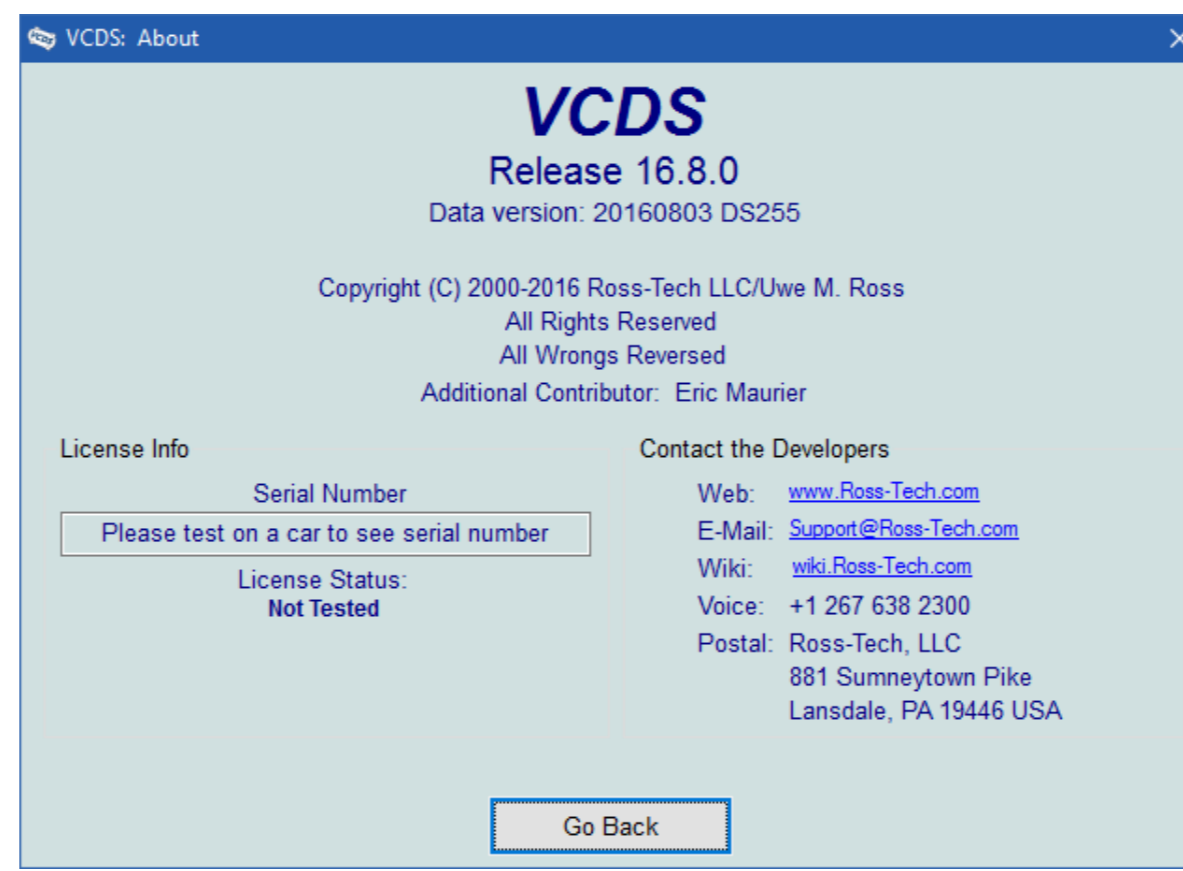 VCDS: About
VCDS
Release 16.8.0
Data version: 20160803 DS255
Copyright (C) 2000-2016 Ross-Tech LLC/Uwe M. Ross
All Rights Reserved
All Wrongs Reversed
Additional Contributor: Eric Maurier
License Info
Serial Number
Please test on a car to see serial number
License Status:
Not Tested
Contact the Developers
Web: www.Ross-Tech.com
E-Mail: Support@Ross-Tech.com
Wiki: wiki.Ross-Tech.com
Voice: +1 267 638 2300
Postal: Ross-Tech, LLC
881 Sumneytown Pike
Lansdale, PA 19446 USA
Go Back